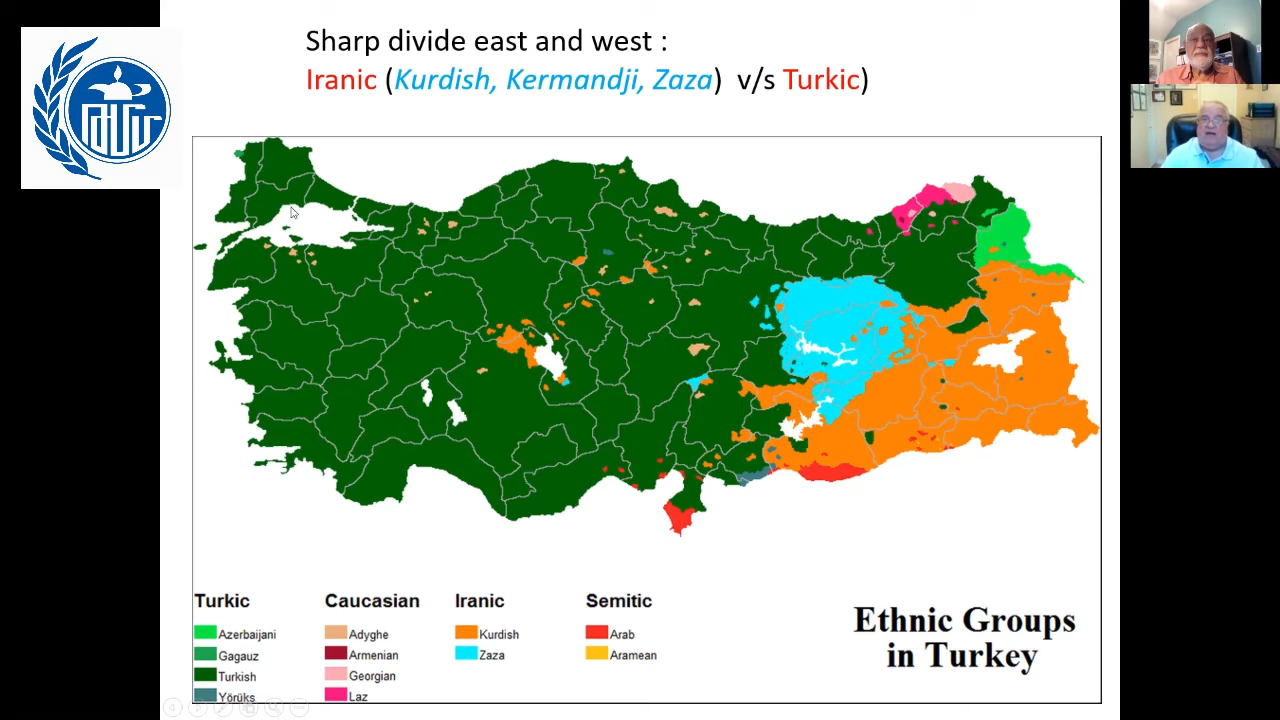 Sharp divide east and west :
Iranic (Kurdish, Kermandji, Zaza) v/s Turkic)
Turkic
Azerbaijani
Gagauz
Turkish
Yörüks
Caucasian
Adyghe
Armenian
Georgian
Laz
Iranic
Kurdish
Zaza
Semitic
Arab
Aramean
Ethnic Groups
in Turkey